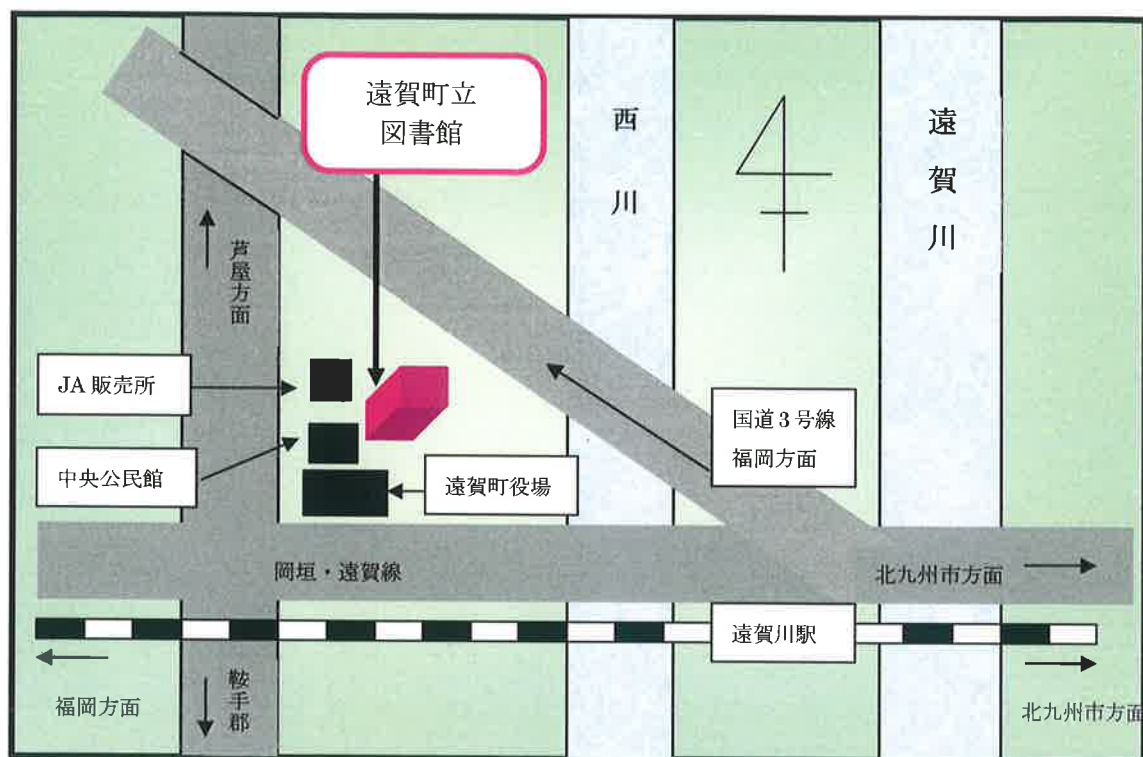 遠賀町立
図書館
西川
遠賀川
芦屋方面
JA 販売所
国道3号線
福岡方面
中央公民館
遠賀町役場
岡垣・遠賀線
北九州市方面
遠賀川駅
鞍手郡
福岡方面
北九州市方面